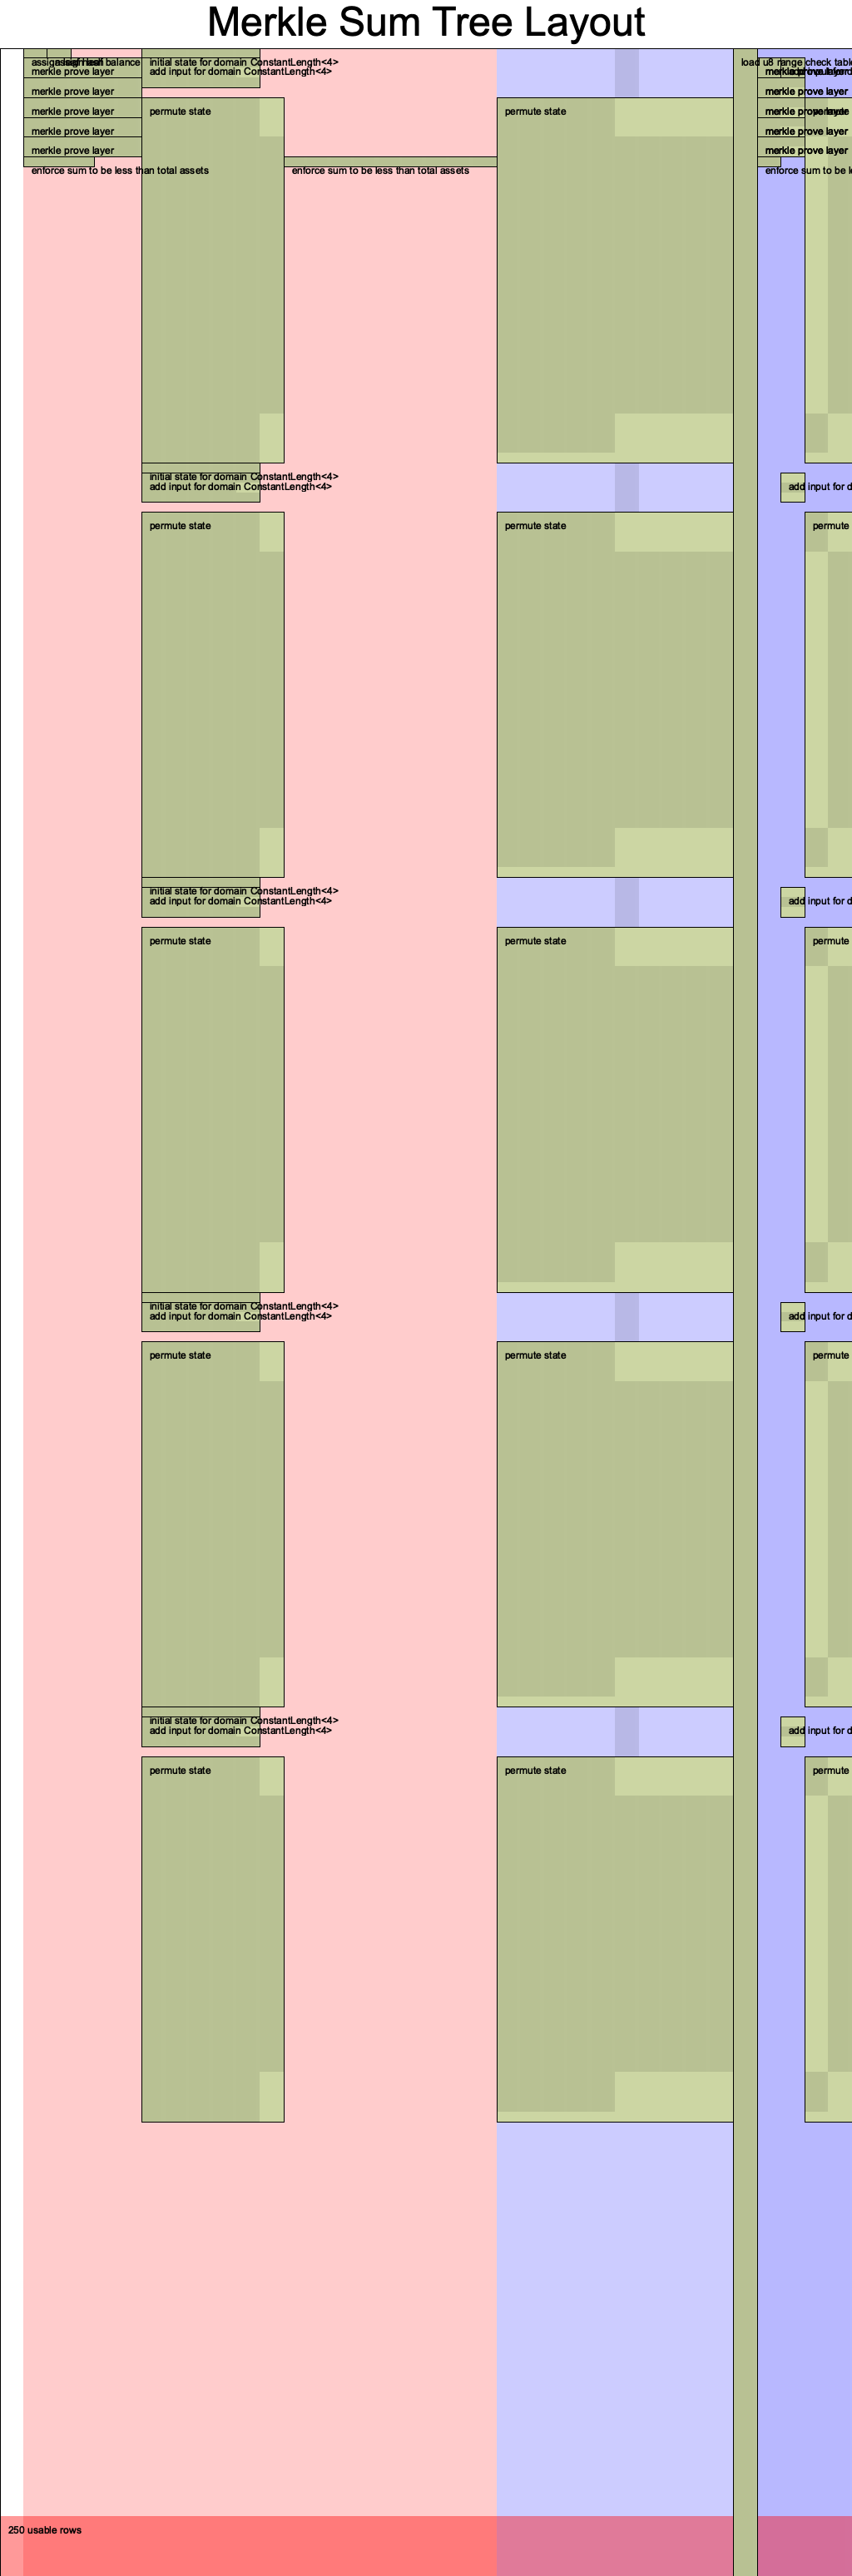 Merkle Sum Tree Layout
balance
initial state for domain ConstantLength<4>
load u8 range check table
merkle prove layer
add input for domain ConstantLength<4>
merkle prove layer
merkle prove layer
merkle prove layer
merkle prove layer
permute state
merkle prove layer
merkle prove layer
merkle prove layer
merkle prove layer
merkle prove layer
enforce sum to be less than total assets
enforce sum to be less than total assets
enforce sum to be
initial state for domain ConstantLength<4>
add input for domain ConstantLength<4>
add input for d
permute state
permute state
permute
initial state for domain ConstantLength<4>
add input for domain ConstantLength<4>
add input for d
permute state
permute state
permute
initial state for domain ConstantLength<4>
add input for domain ConstantLength<4>
add input for d
permute state
permute state
permute
initial state for domain ConstantLength<4>
add input for domain ConstantLength<4>
add input for d
permute state
permute state
permute
250 usable rows